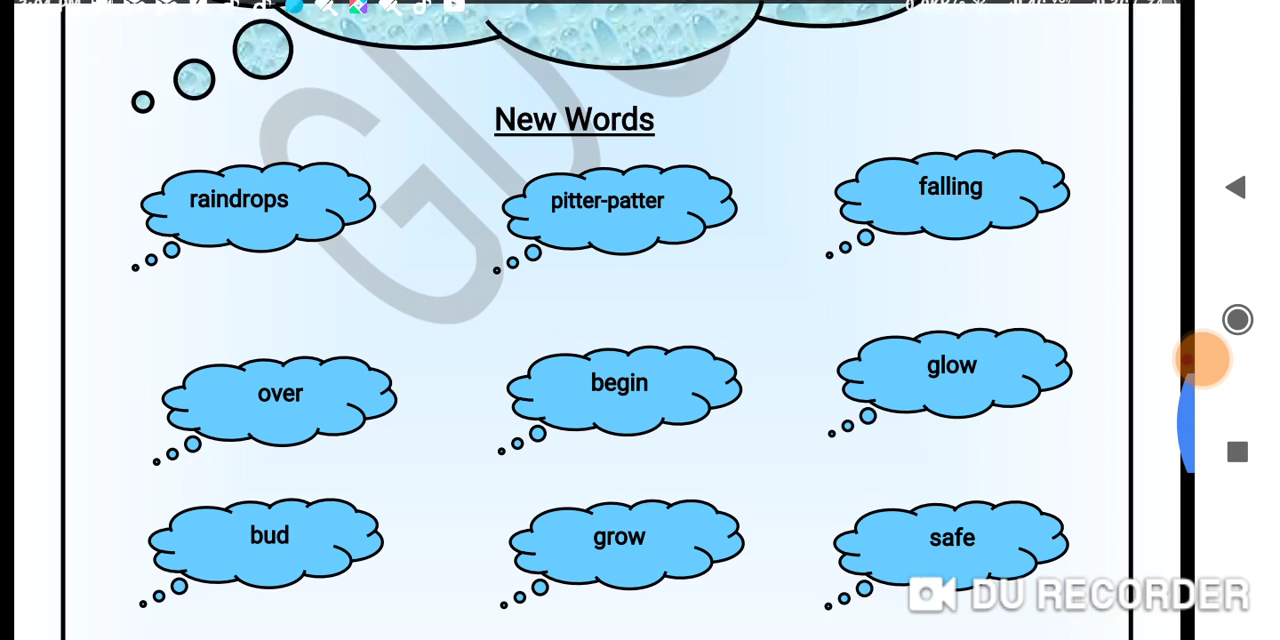 New Words
raindrops pitter-patter falling
over begin glow
bud grow safe
DU RECORDER